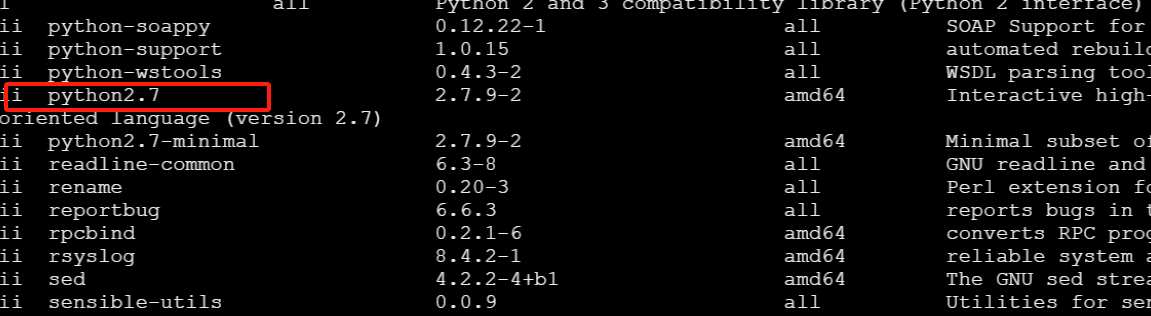 all Python 2 and 3 compatibility library (Python 2 interface)
ii python-soappy 0.12.22-1 all SOAP Support for
ii python-support 1.0.15 all automated rebuild
ii python-wstools 0.4.3-2 all WSDL parsing tool
ii python2.7 2.7.9-2 amd64 Interactive high-
oriented language (version 2.7)
ii python2.7-minimal 2.7.9-2 amd64 Minimal subset of
ii readline-common 6.3-8 all GNU readline and
ii rename 0.20-3 all Perl extension fo
ii reportbug 6.6.3 all reports bugs in t
ii rpcbind 0.2.1-6 amd64 converts RPC prog
ii rsyslog 8.4.2-1 amd64 reliable system a
ii sed 4.2.2-4+b1 amd64 The GNU sed strea
ii sensible-utils 0.0.9 all Utilities for sen